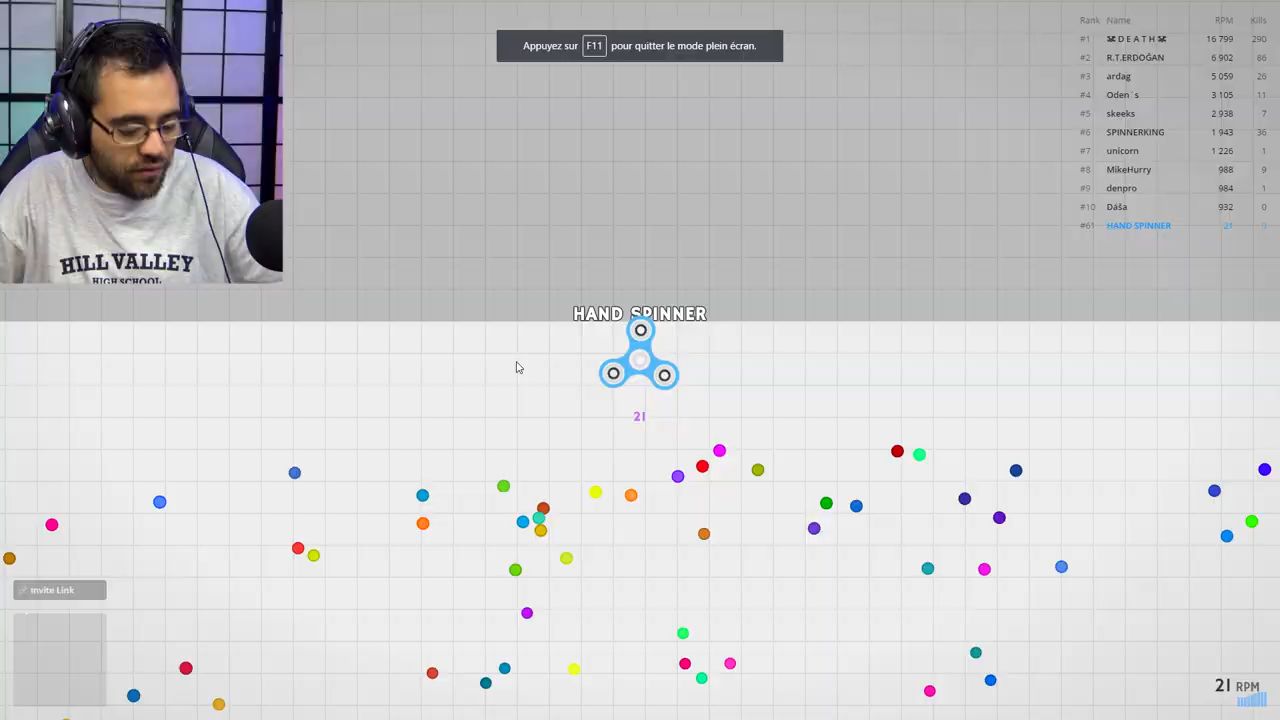 Appuyez sur F11 pour quitter le mode plein écran.
Rank Name RPM Kills
#1 ☠D E A T H☠ 16 799 290
#2 R.T.ERDOĞAN 6 902 86
#3 ardag 5 059 26
#4 Oden´s 3 105 11
#5 skeeks 2 938 7
#6 SPINNERKING 1 943 36
#7 unicorn 1 226 1
#8 MikeHurry 988 9
#9 denpro 984 1
#10 Dáša 932 0
#61 HAND SPINNER 21
HILL VALLEY
HIGH SCHOOL
HAND SPINNER
21
Invite Link
21 RPM